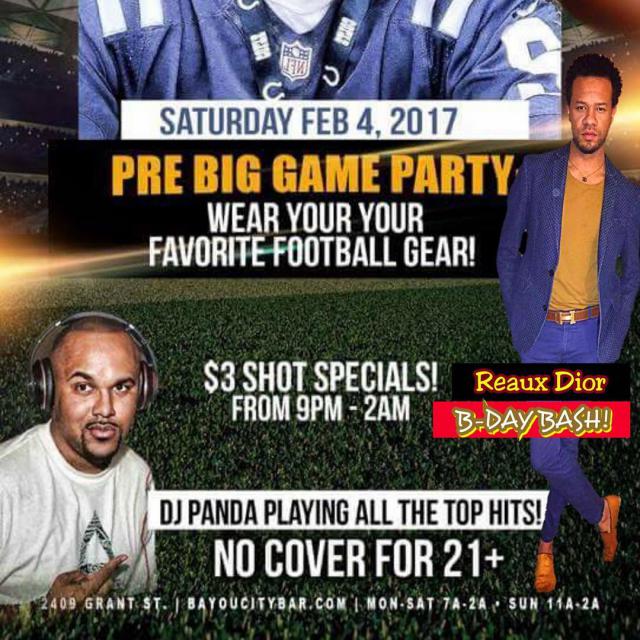 NFL
SATURDAY FEB 4, 2017
PRE BIG GAME PARTY
WEAR YOUR YOUR
FAVORITE FOOTBALL GEAR!
$3 SHOT SPECIALS!
FROM 9PM - 2AM
Reaux Dior
B-DAY BASH!
DJ PANDA PLAYING ALL THE TOP HITS!
NO COVER FOR 21+
2409 GRANT ST. | BAYOUCITYBAR.COM | MON-SAT 7A-2A • SUN 11A-2A